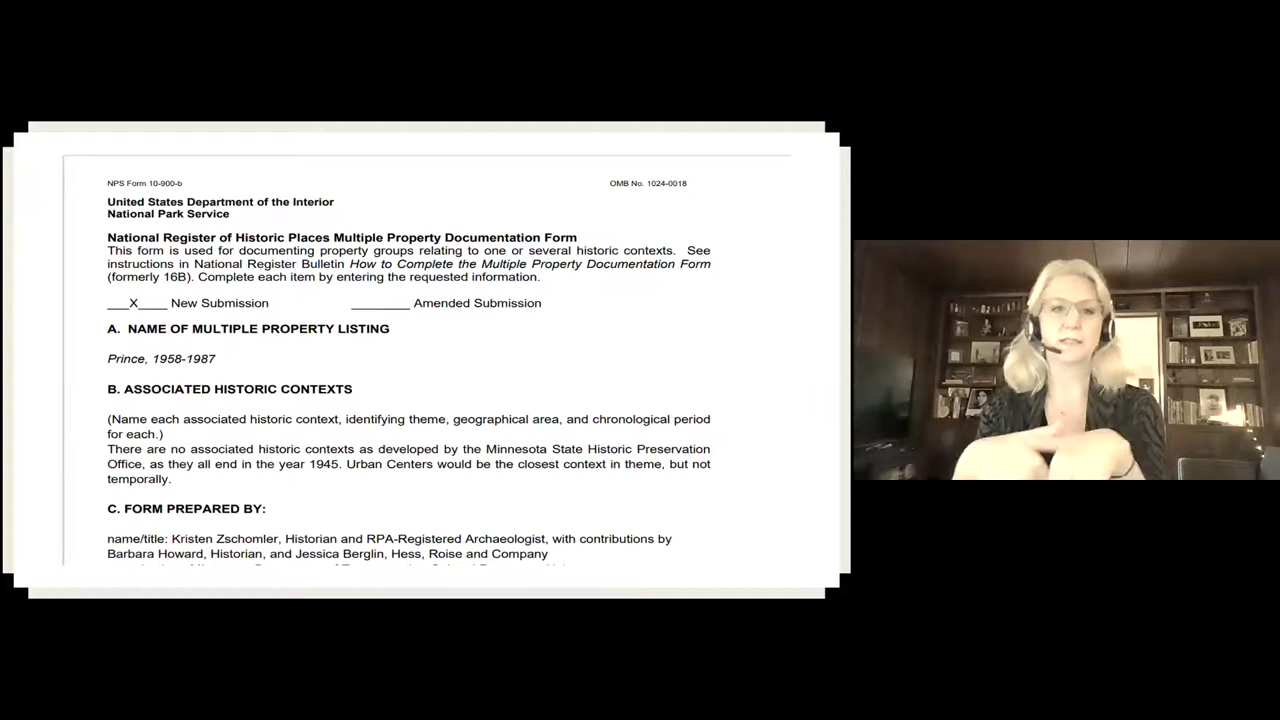 NPS Form 10-900-b OMB No. 1024-0018
United States Department of the Interior
National Park Service
National Register of Historic Places Multiple Property Documentation Form
This form is used for documenting property groups relating to one or several historic contexts. See
instructions in National Register Bulletin How to Complete the Multiple Property Documentation Form
(formerly 16B). Complete each item by entering the requested information.
___X____ New Submission ________ Amended Submission
A. NAME OF MULTIPLE PROPERTY LISTING
Prince, 1958-1987
B. ASSOCIATED HISTORIC CONTEXTS
(Name each associated historic context, identifying theme, geographical area, and chronological period
for each.)
There are no associated historic contexts as developed by the Minnesota State Historic Preservation
Office, as they all end in the year 1945. Urban Centers would be the closest context in theme, but not
temporally.
C. FORM PREPARED BY:
name/title: Kristen Zschomler, Historian and RPA-Registered Archaeologist, with contributions by
Barbara Howard, Historian, and Jessica Berglin, Hess, Roise and Company